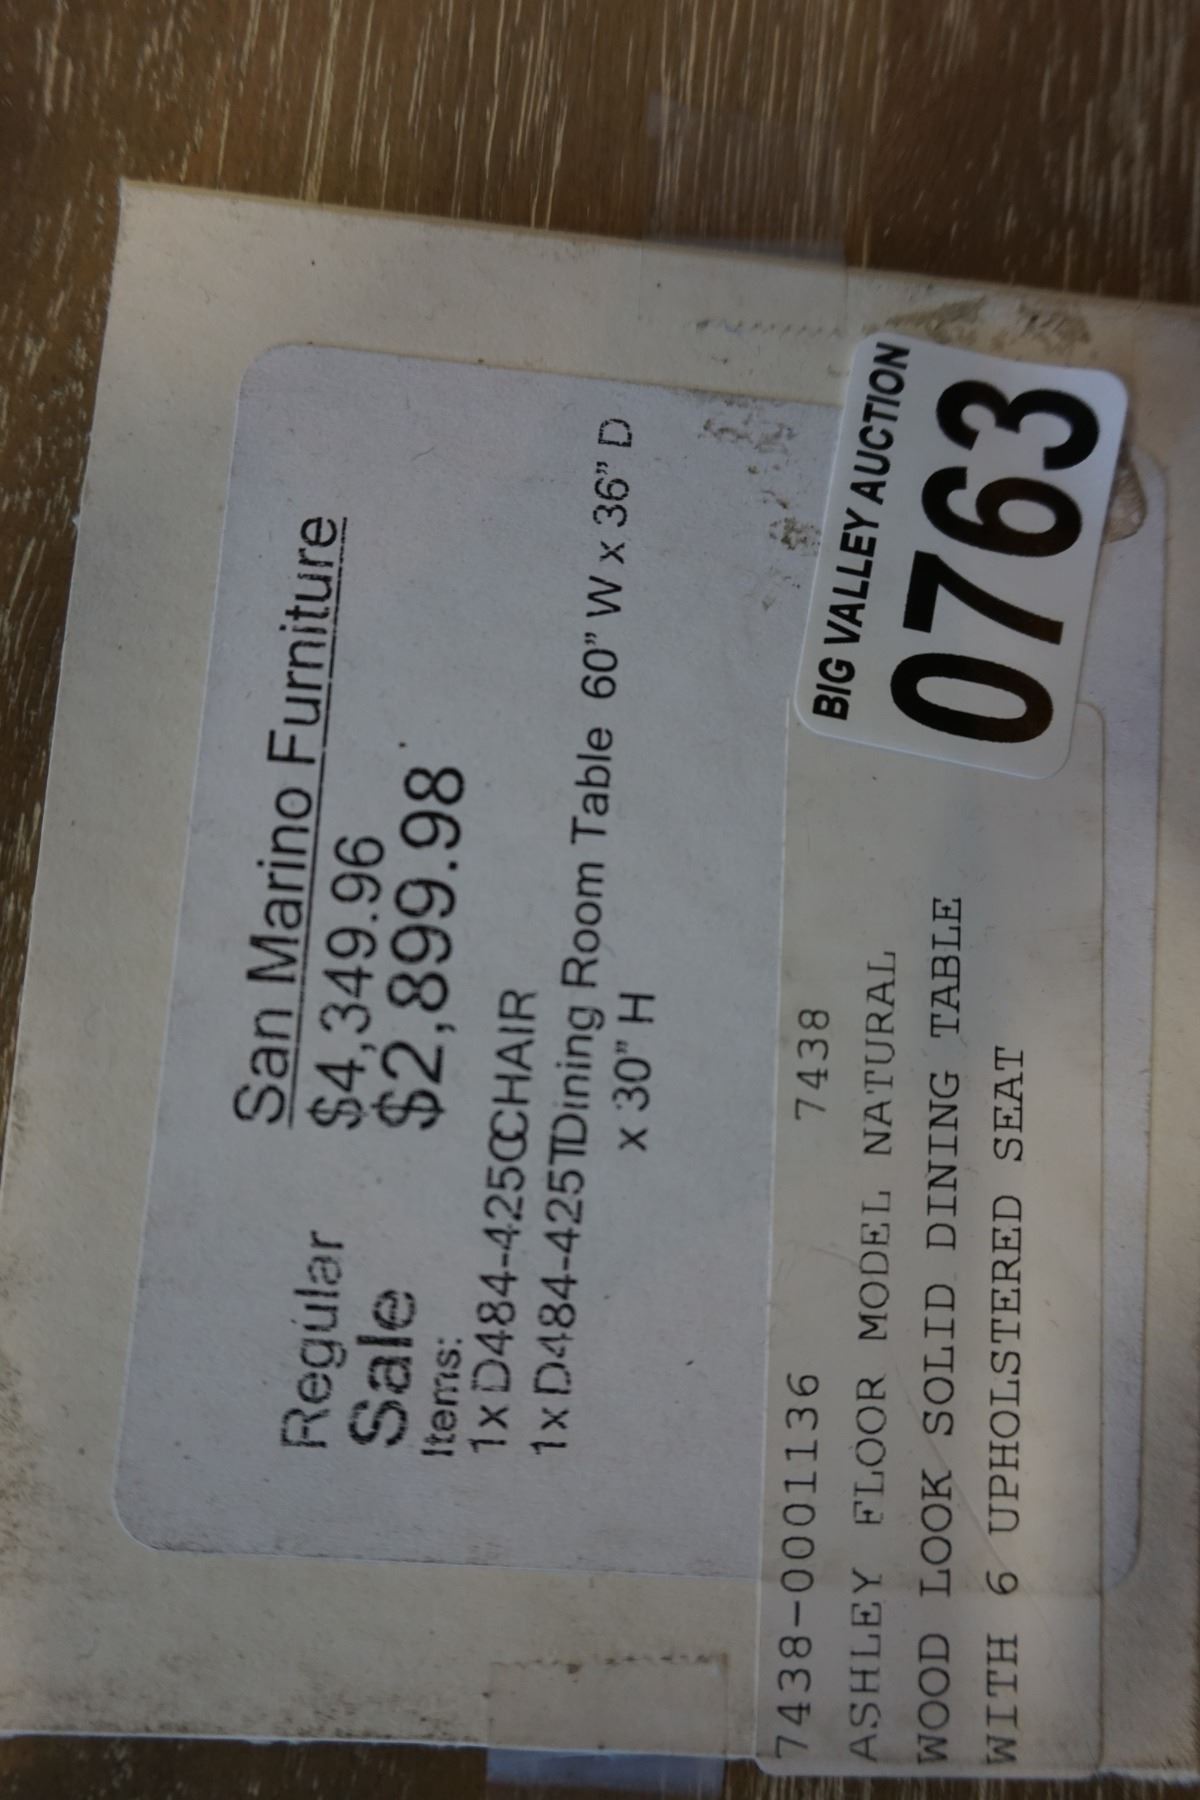 San Marino Furniture
Regular $4,349.96
Sale $2,899.98
Items:
1x D484-425CCHAIR
1x D484-425TDining Room Table 60" W x 36" D
x 30" H
BIG VALLEY AUCTION
0763
7438-0001136 7438
ASHLEY FLOOR MODEL NATURAL
WOOD LOOK SOLID DINING TABLE
WITH 6 UPHOLSTERED SEAT